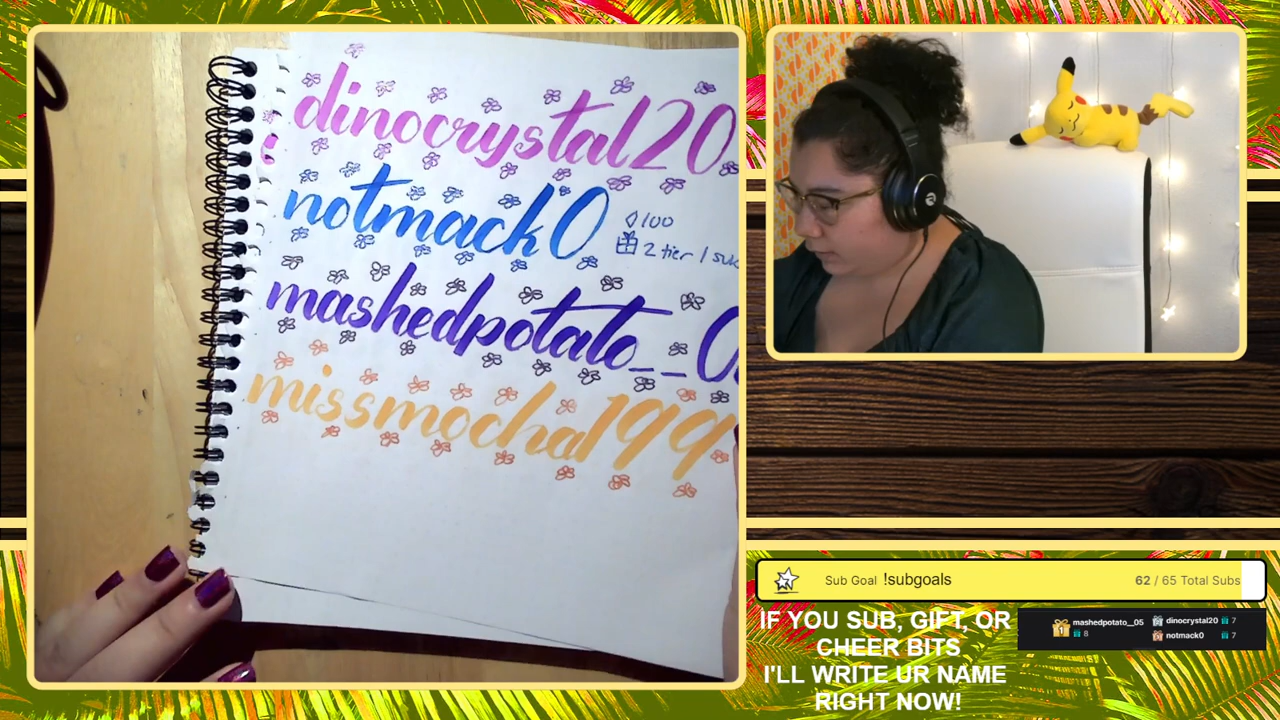 dinocrystal20
notmack0
100
2 tier 1 sub
mashedpotato__0
missmocha199
Sub Goal !subgoals
62 / 65 Total Subs
IF YOU SUB, GIFT, OR
CHEER BITS
I'LL WRITE UR NAME
RIGHT NOW!
1 mashedpotato__05 8
dinocrystal20 7
notmack0 7